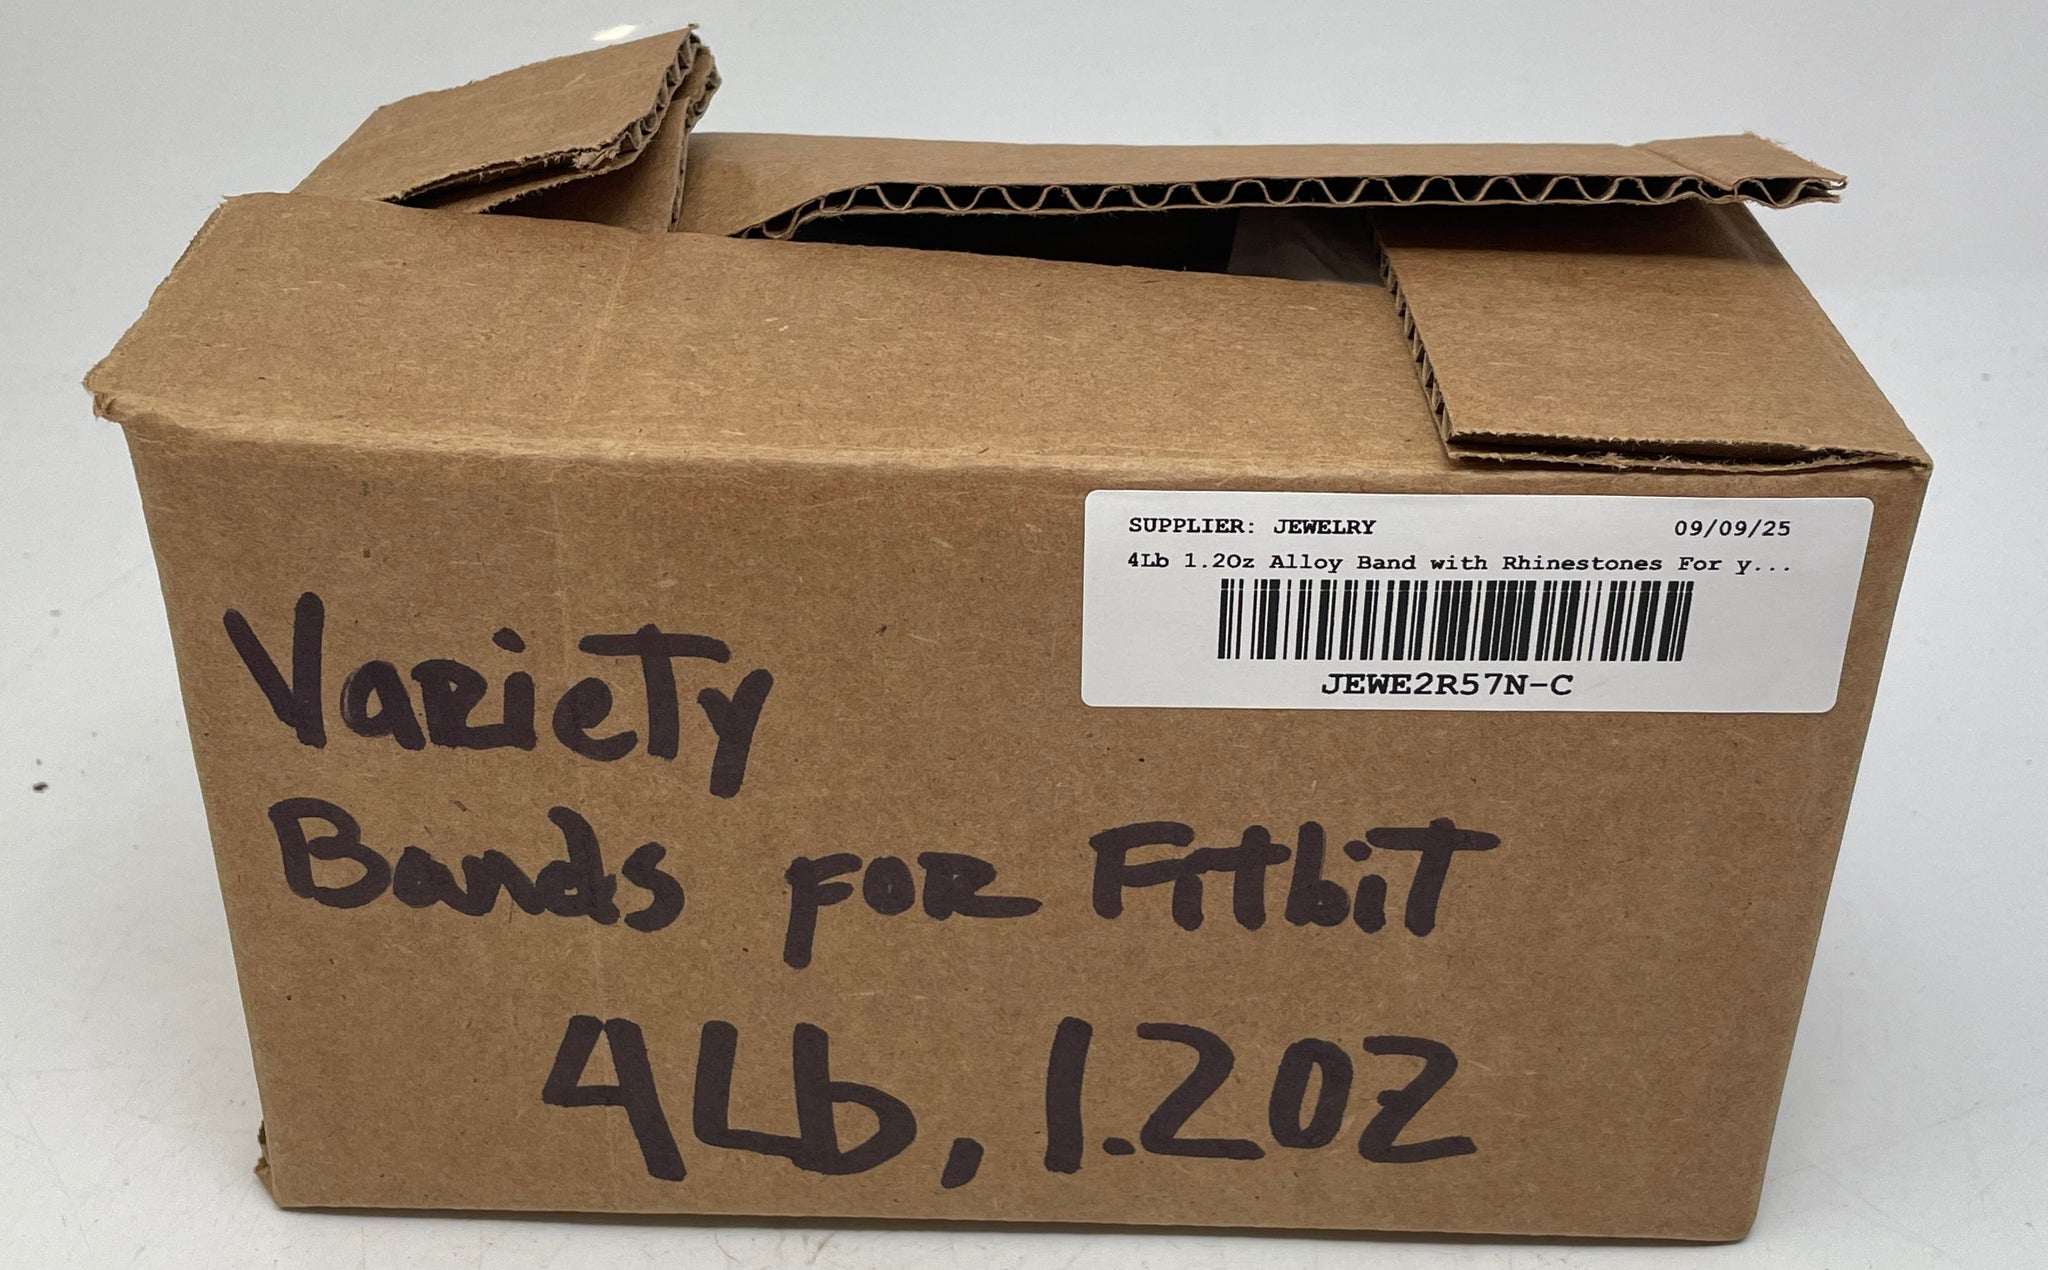 SUPPLIER: JEWELRY 09/09/25
4Lb 1.2Oz Alloy Band with Rhinestones For y...
JEWE2R57N-C
Variety
Bands for Fitbit
4Lb, 1.2oz